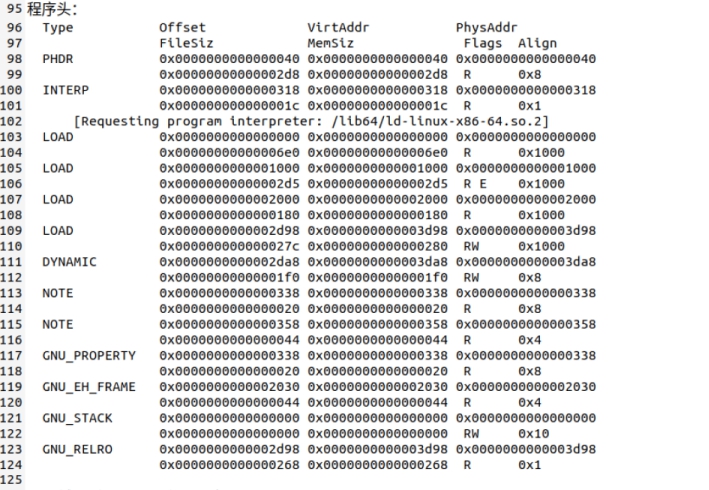 95 程序头：
96 Type Offset VirtAddr PhysAddr
97 FileSiz MemSiz Flags Align
98 PHDR 0x0000000000000040 0x0000000000000040 0x0000000000000040
99 0x00000000000002d8 0x00000000000002d8 R 0x8
100 INTERP 0x0000000000000318 0x0000000000000318 0x0000000000000318
101 0x000000000000001c 0x000000000000001c R 0x1
102 [Requesting program interpreter: /lib64/ld-linux-x86-64.so.2]
103 LOAD 0x0000000000000000 0x0000000000000000 0x0000000000000000
104 0x00000000000006e0 0x00000000000006e0 R 0x1000
105 LOAD 0x0000000000001000 0x0000000000001000 0x0000000000001000
106 0x00000000000002d5 0x00000000000002d5 R E 0x1000
107 LOAD 0x0000000000002000 0x0000000000002000 0x0000000000002000
108 0x0000000000000180 0x0000000000000180 R 0x1000
109 LOAD 0x0000000000002d98 0x0000000000003d98 0x0000000000003d98
110 0x000000000000027c 0x0000000000000280 RW 0x1000
111 DYNAMIC 0x0000000000002da8 0x0000000000003da8 0x0000000000003da8
112 0x00000000000001f0 0x00000000000001f0 RW 0x8
113 NOTE 0x0000000000000338 0x0000000000000338 0x0000000000000338
114 0x0000000000000020 0x0000000000000020 R 0x8
115 NOTE 0x0000000000000358 0x0000000000000358 0x0000000000000358
116 0x0000000000000044 0x0000000000000044 R 0x4
117 GNU_PROPERTY 0x0000000000000338 0x0000000000000338 0x0000000000000338
118 0x0000000000000020 0x0000000000000020 R 0x8
119 GNU_EH_FRAME 0x0000000000002030 0x0000000000002030 0x0000000000002030
120 0x0000000000000044 0x0000000000000044 R 0x4
121 GNU_STACK 0x0000000000000000 0x0000000000000000 0x0000000000000000
122 0x0000000000000000 0x0000000000000000 RW 0x10
123 GNU_RELRO 0x0000000000002d98 0x0000000000003d98 0x0000000000003d98
124 0x0000000000000268 0x0000000000000268 R 0x1
125